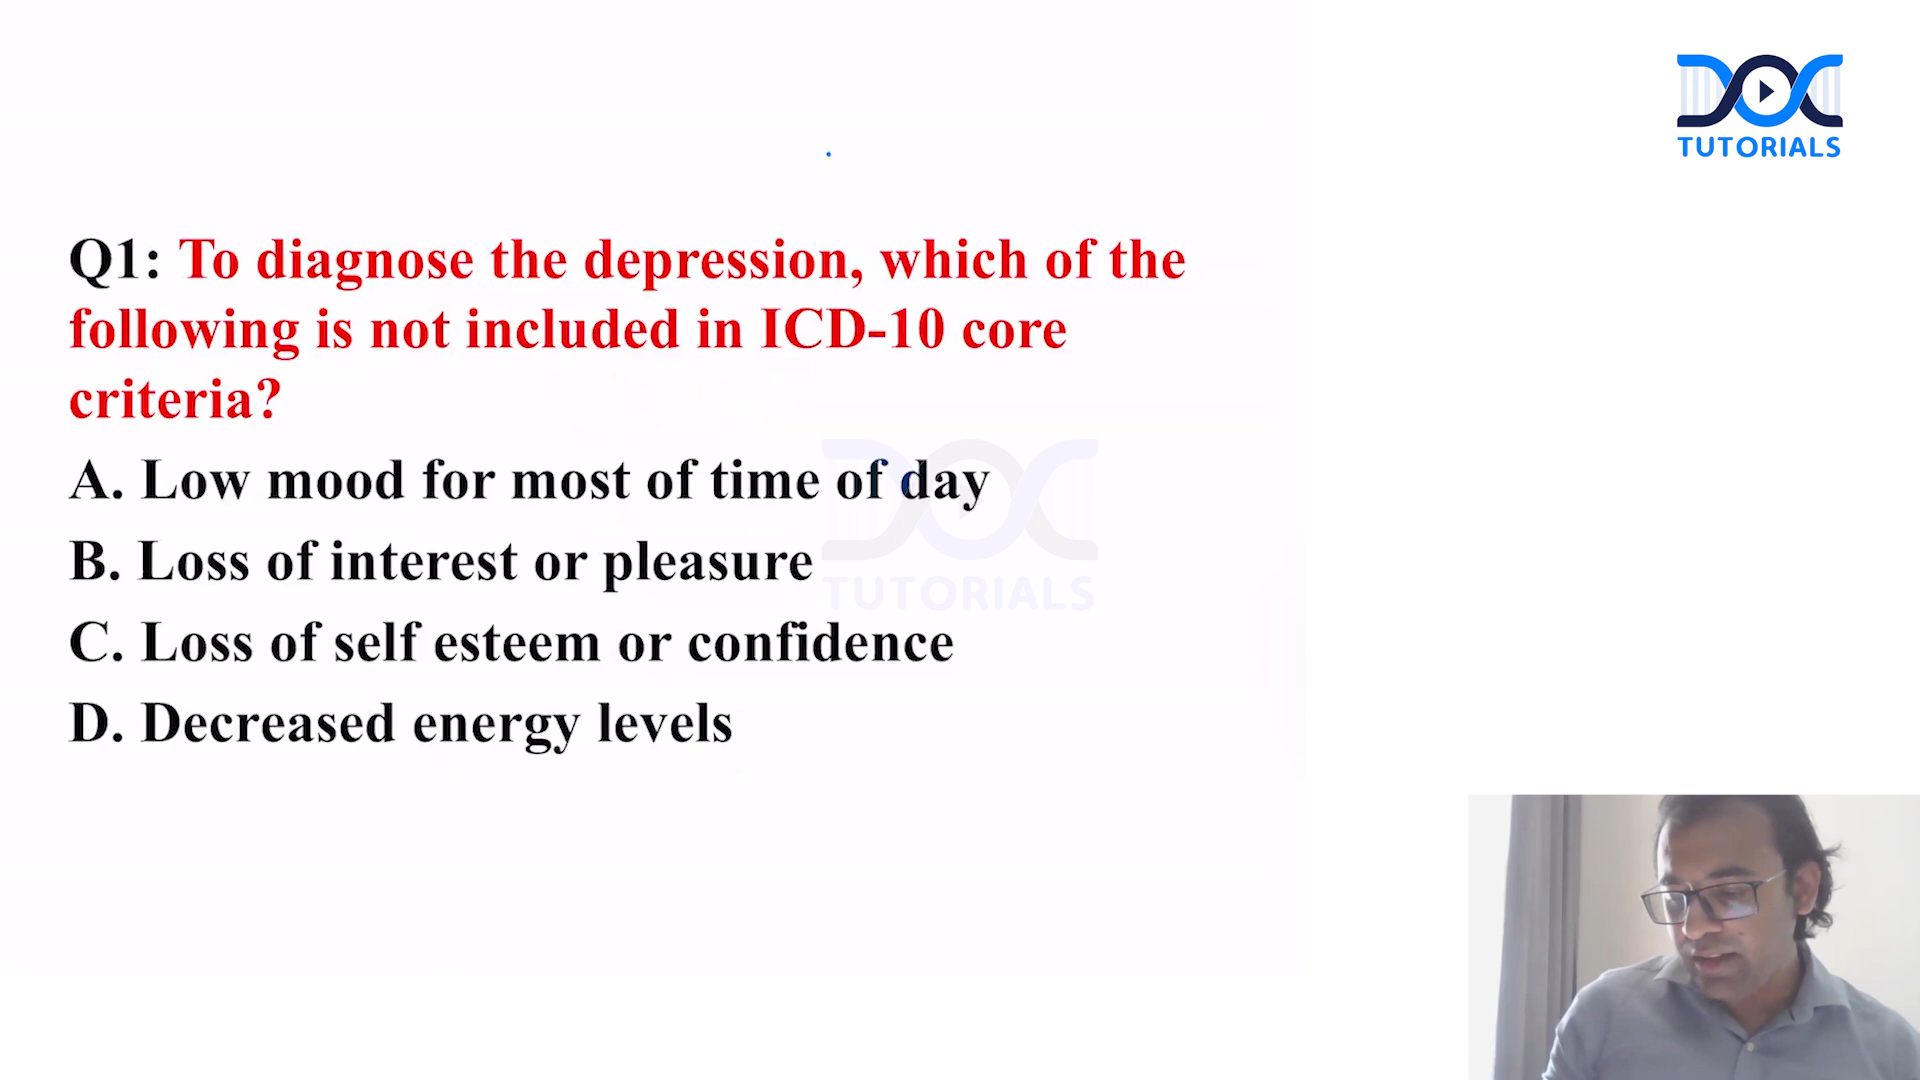 DOC
TUTORIALS
Q1: To diagnose the depression, which of the
following is not included in ICD-10 core
criteria?
A. Low mood for most of time of day
B. Loss of interest or pleasure
C. Loss of self esteem or confidence
D. Decreased energy levels
DOC
TUTORIALS